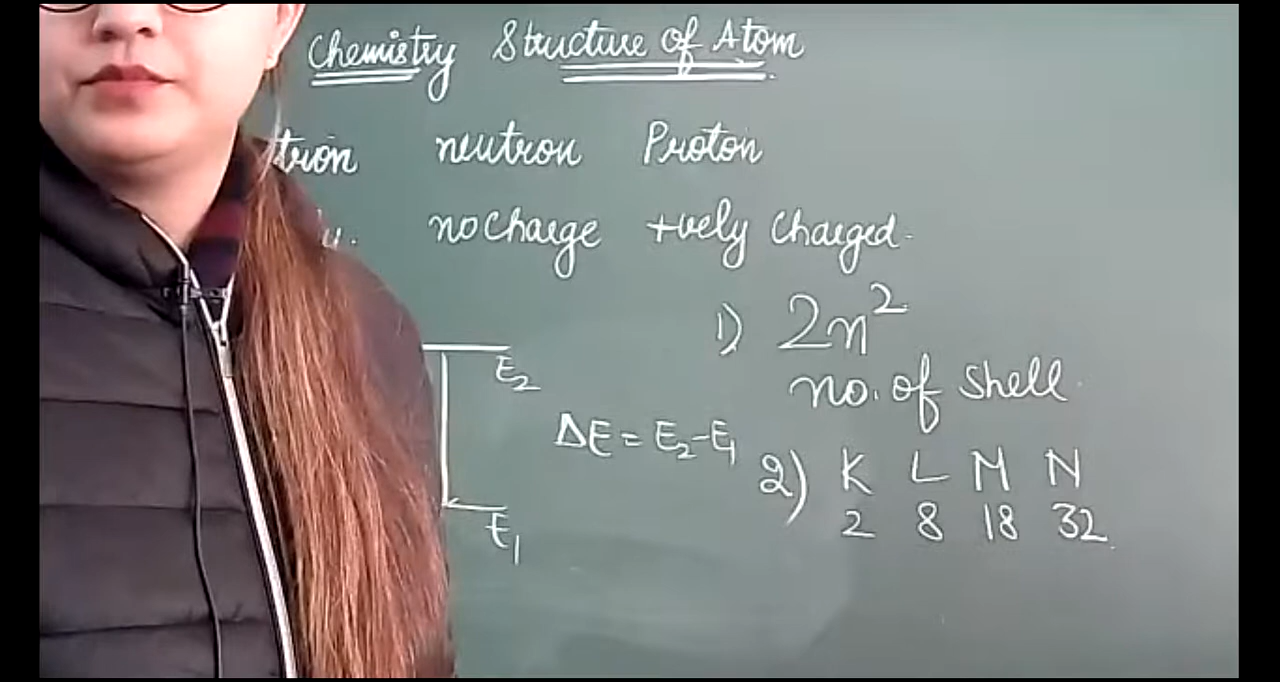 Chemistry Structure of Atom
tron neutron Proton
y. no charge +vely Charged.
1) 2n²
no. of Shell.
E₂
ΔE = E₂-E₁
2) K L M N
2 8 18 32
E₁